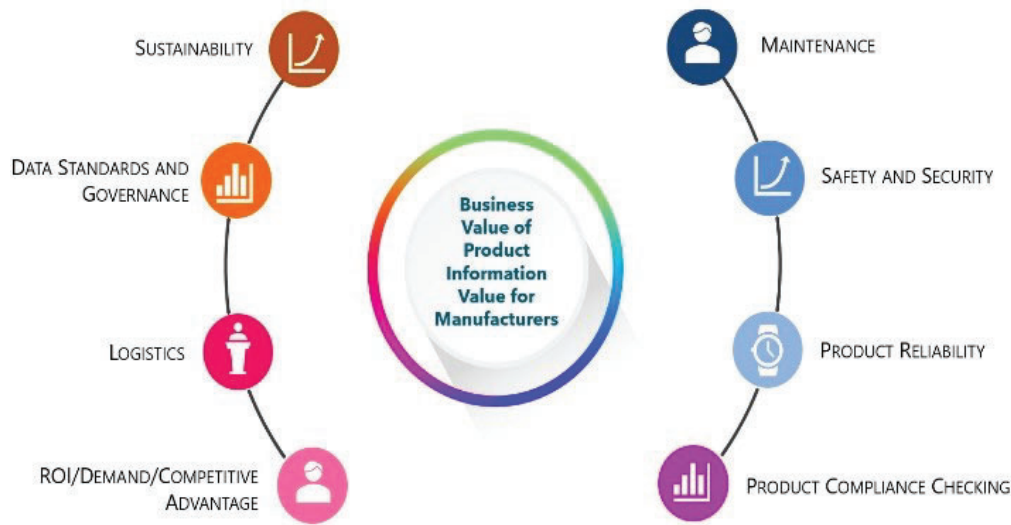 SUSTAINABILITY
DATA STANDARDS AND
GOVERNANCE
LOGISTICS
ROI/DEMAND/COMPETITIVE
ADVANTAGE
Business
Value of
Product
Information
Value for
Manufacturers
MAINTENANCE
SAFETY AND SECURITY
PRODUCT RELIABILITY
PRODUCT COMPLIANCE CHECKING